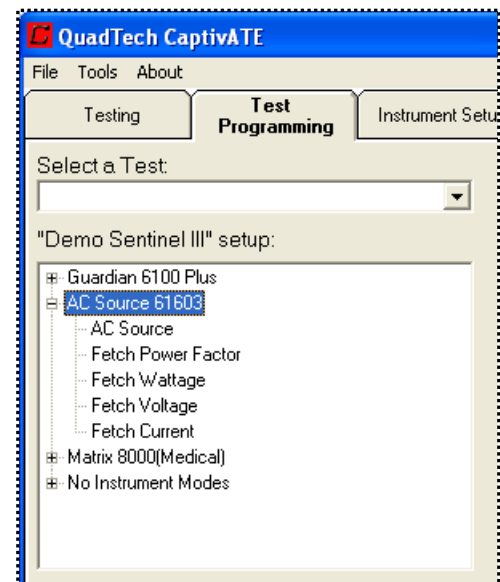 QuadTech CaptivATE
File Tools About
Testing
Test Programming
Instrument Setu
Select a Test:
"Demo Sentinel III" setup:
Guardian 6100 Plus
AC Source 61603
AC Source
Fetch Power Factor
Fetch Wattage
Fetch Voltage
Fetch Current
Matrix 8000(Medical)
No Instrument Modes